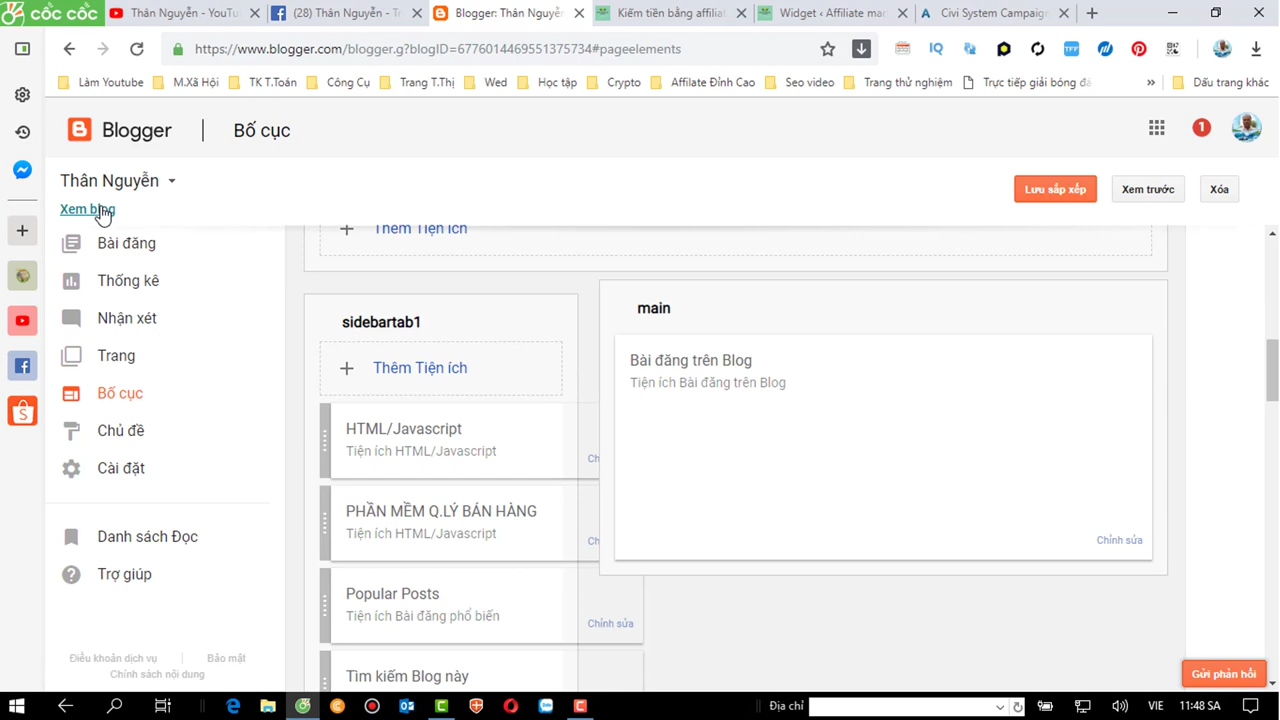 cốc cốc
Thân Nguyễn - YouTu
(28) Thân Nguyễn - Tr
Blogger: Thân Nguyễn
Kiếm tiền bằng affiliat
Widget ‹ Affiliate mar
Civi System Campaign
https://www.blogger.com/blogger.g?blogID=6776014469551375734#pageelements
IQ
TFF
Làm Youtube
M.Xã Hội
TK T.Toán
Công Cụ
Trang T.Thị
Wed
Học tập
Crypto
Affilate Đỉnh Cao
Seo video
Trang thử nghiệm
Trực tiếp giải bóng đá
»
Dấu trang khác
Blogger
Bố cục
1
Thân Nguyễn
Xem blog
Lưu sắp xếp
Xem trước
Xóa
Bài đăng
Thống kê
Nhận xét
Trang
Bố cục
Chủ đề
Cài đặt
Danh sách Đọc
Trợ giúp
Điều khoản dịch vụ
Bảo mật
Chính sách nội dung
+ Thêm Tiện ích
sidebartab1
+ Thêm Tiện ích
HTML/Javascript
Tiện ích HTML/Javascript
Ch
PHẦN MỀM Q.LÝ BÁN HÀNG
Tiện ích HTML/Javascript
Ch
Popular Posts
Tiện ích Bài đăng phổ biến
Chỉnh sửa
Tìm kiếm Blog này
main
Bài đăng trên Blog
Tiện ích Bài đăng trên Blog
Chỉnh sửa
Gửi phản hồi
Địa chỉ
VIE
11:48 SA